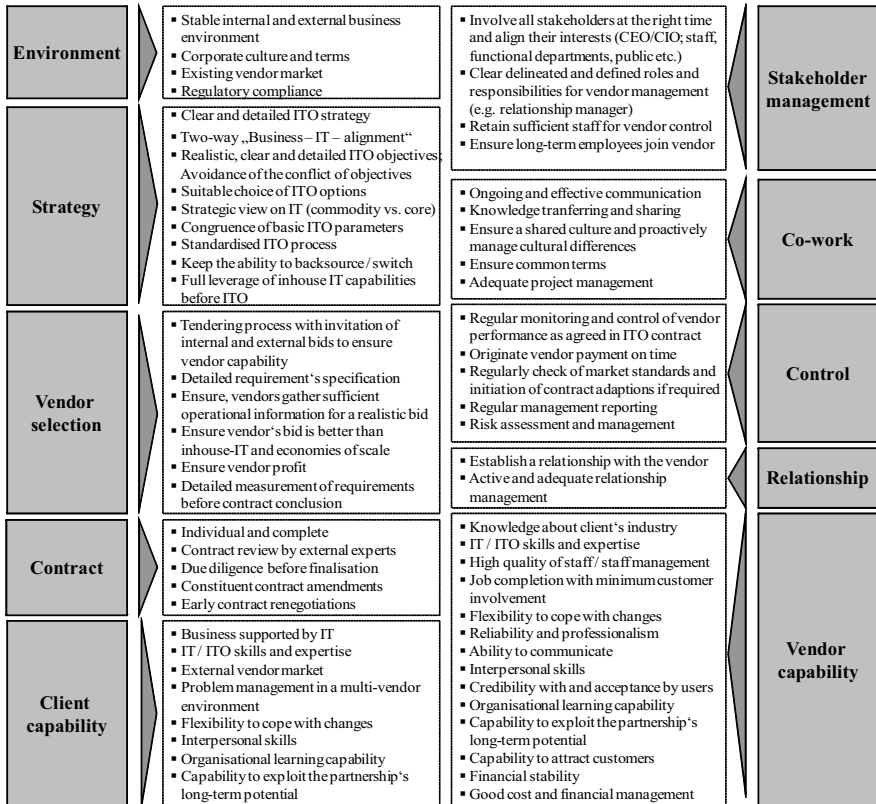 Environment
▪ Stable internal and external business
environment
▪ Corporate culture and terms
▪ Existing vendor market
▪ Regulatory compliance
Strategy
▪ Clear and detailed ITO strategy
▪ Two-way „Business – IT – alignment“
▪ Realistic, clear and detailed ITO objectives;
Avoidance of the conflict of objectives
▪ Suitable choice of ITO options
▪ Strategic view on IT (commodity vs. core)
▪ Congruence of basic ITO parameters
▪ Standardised ITO process
▪ Keep the ability to backsource / switch
▪ Full leverage of inhouse IT capabilities
before ITO
Vendor
selection
▪ Tendering process with invitation of
internal and external bids to ensure
vendor capability
▪ Detailed requirement‘s specification
▪ Ensure, vendors gather sufficient
operational information for a realistic bid
▪ Ensure vendor‘s bid is better than
inhouse-IT and economies of scale
▪ Ensure vendor profit
▪ Detailed measurement of requirements
before contract conclusion
Contract
▪ Individual and complete
▪ Contract review by external experts
▪ Due diligence before finalisation
▪ Constituent contract amendments
▪ Early contract renegotiations
Client
capability
▪ Business supported by IT
▪ IT / ITO skills and expertise
▪ External vendor market
▪ Problem management in a multi-vendor
environment
▪ Flexibility to cope with changes
▪ Interpersonal skills
▪ Organisational learning capability
▪ Capability to exploit the partnership‘s
long-term potential
▪ Involve all stakeholders at the right time
and align their interests (CEO/CIO; staff,
functional departments, public etc.)
▪ Clear delineated and defined roles and
responsibilities for vendor management
(e.g. relationship manager)
▪ Retain sufficient staff for vendor control
▪ Ensure long-term employees join vendor
Stakeholder
management
▪ Ongoing and effective communication
▪ Knowledge tranferring and sharing
▪ Ensure a shared culture and proactively
manage cultural differences
▪ Ensure common terms
▪ Adequate project management
Co-work
▪ Regular monitoring and control of vendor
performance as agreed in ITO contract
▪ Originate vendor payment on time
▪ Regularly check of market standards and
initiation of contract adaptions if required
▪ Regular management reporting
▪ Risk assessment and management
Control
▪ Establish a relationship with the vendor
▪ Active and adequate relationship
management
Relationship
▪ Knowledge about client‘s industry
▪ IT / ITO skills and expertise
▪ High quality of staff / staff management
▪ Job completion with minimum customer
involvement
▪ Flexibility to cope with changes
▪ Reliability and professionalism
▪ Ability to communicate
▪ Interpersonal skills
▪ Credibility with and acceptance by users
▪ Organisational learning capability
▪ Capability to exploit the partnership‘s
long-term potential
▪ Capability to attract customers
▪ Financial stability
▪ Good cost and financial management
Vendor
capability